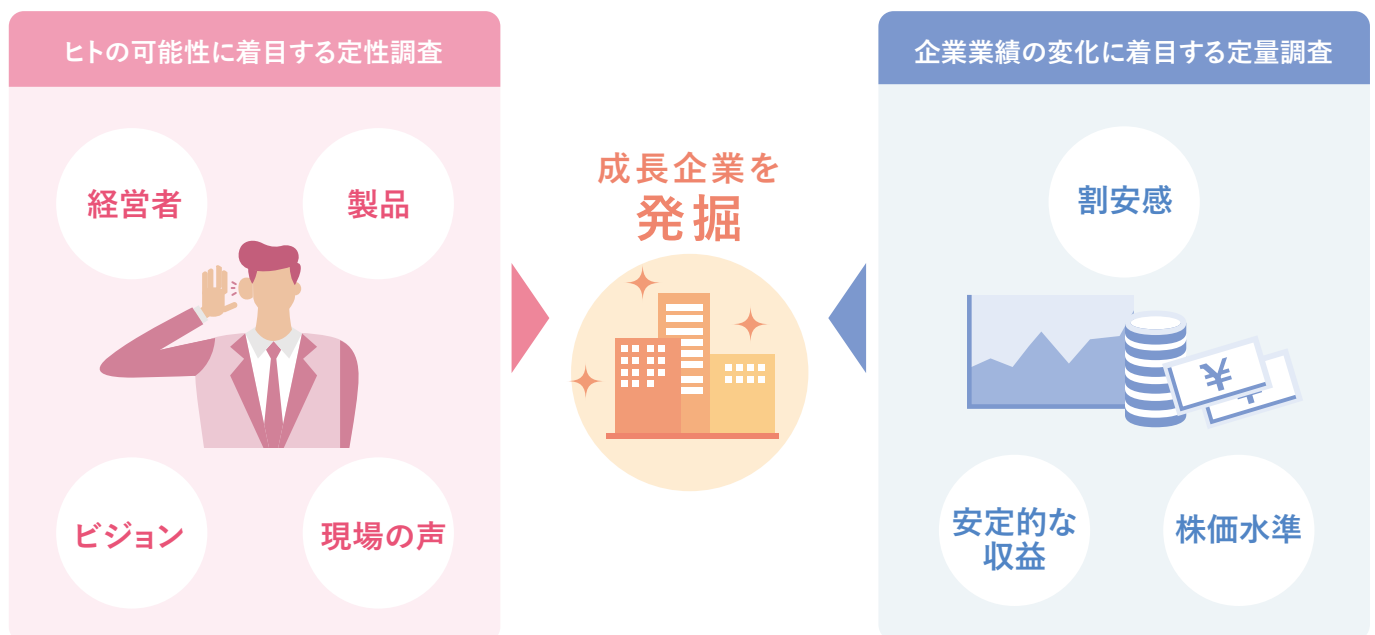 ヒトの可能性に着目する定性調査
経営者
製品
ビジョン
現場の声
成長企業を
発掘
企業業績の変化に着目する定量調査
割安感
¥
¥
安定的な
収益
株価水準